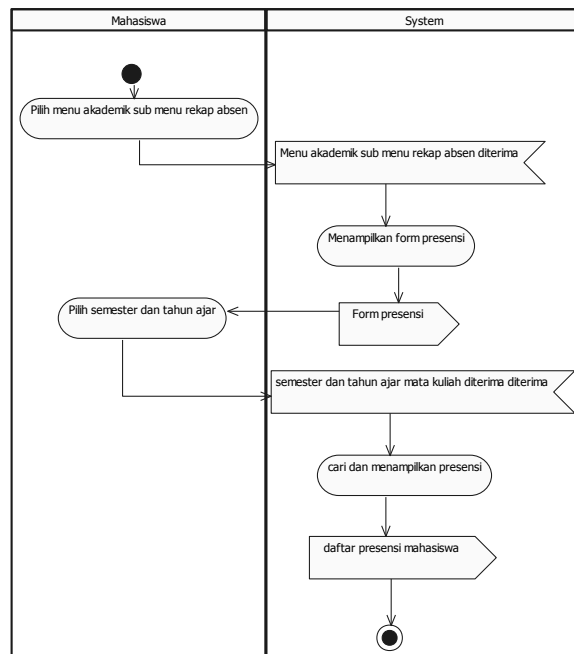 Mahasiswa
System
Pilih menu akademik sub menu rekap absen
Menu akademik sub menu rekap absen diterima
Menampilkan form presensi
Pilih semester dan tahun ajar
Form presensi
semester dan tahun ajar mata kuliah diterima diterima
cari dan menampilkan presensi
daftar presensi mahasiswa